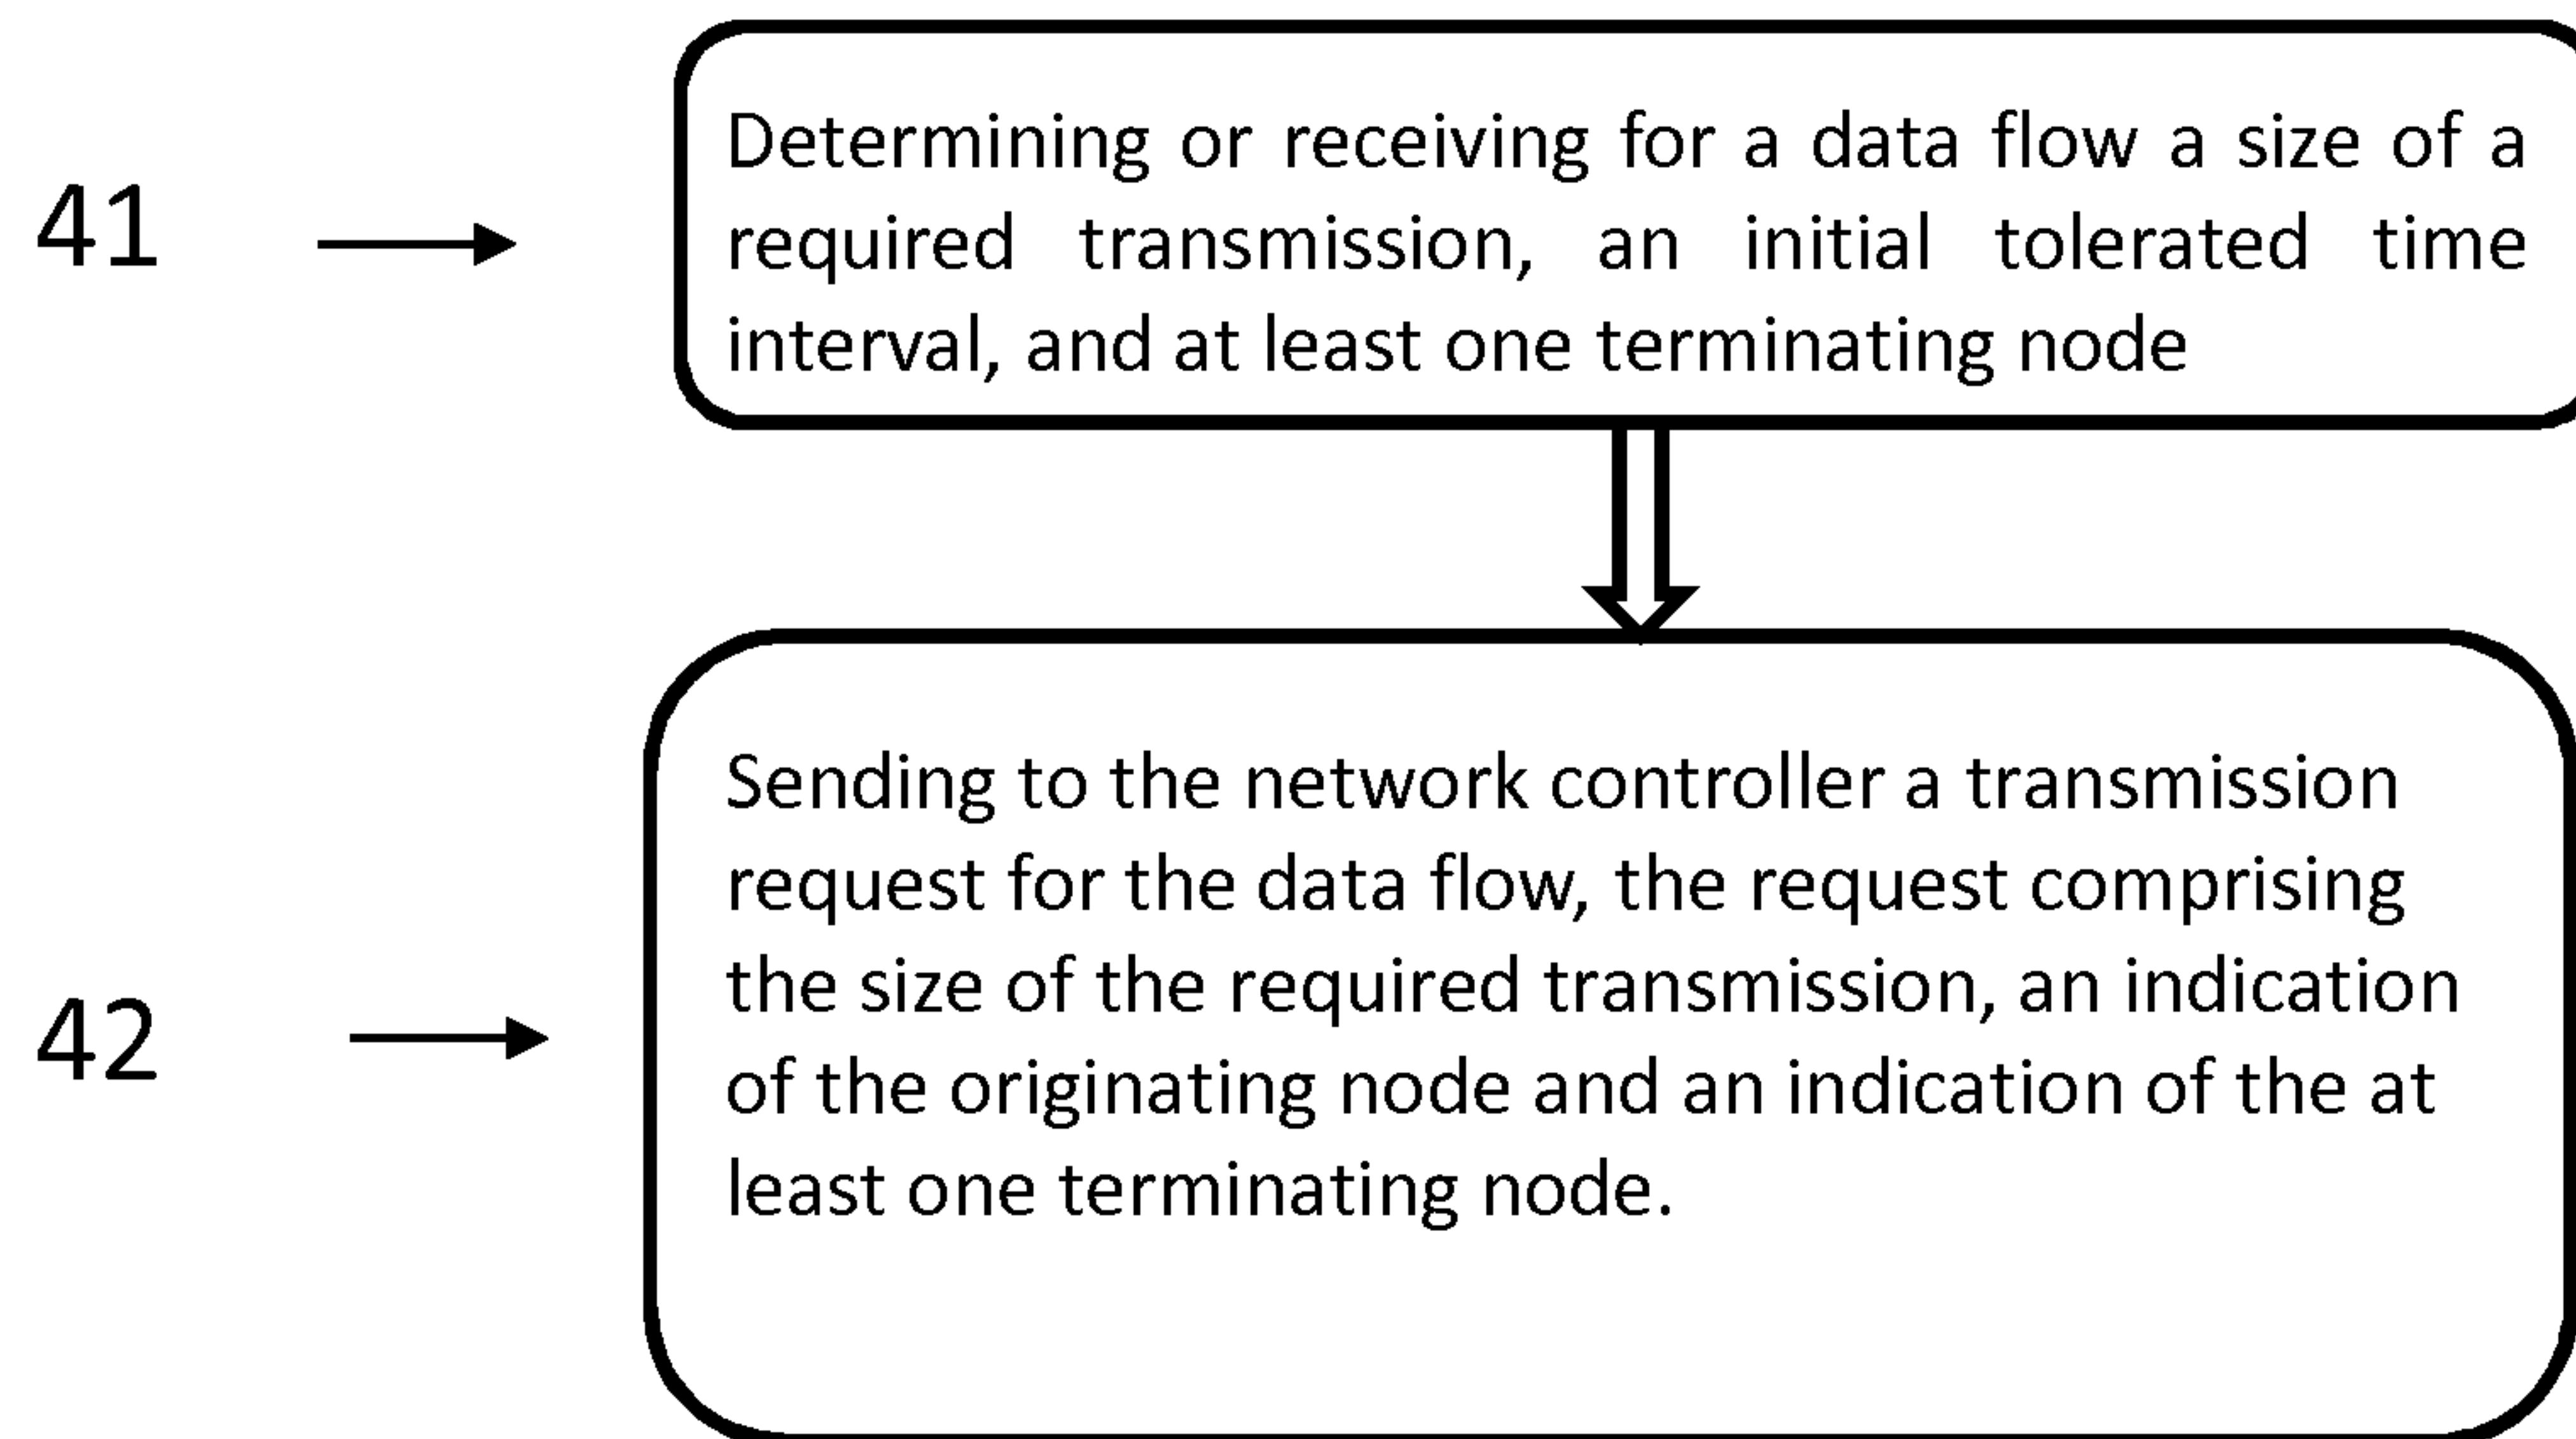 41
Determining or receiving for a data flow a size of a
required transmission, an initial tolerated time
interval, and at least one terminating node
42
Sending to the network controller a transmission
request for the data flow, the request comprising
the size of the required transmission, an indication
of the originating node and an indication of the at
least one terminating node.